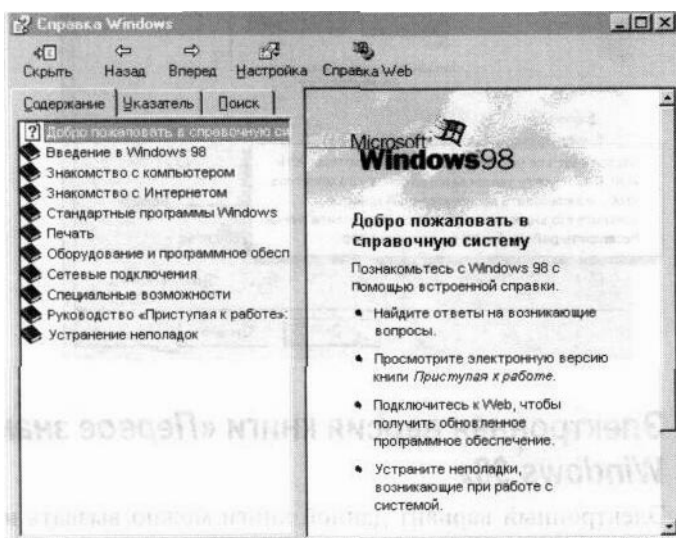 Справка Windows
Скрыть Назад Вперед Настройка Справка Web
Содержание Указатель Поиск
Добро пожаловать в справочную си
Введение в Windows 98
Знакомство с компьютером
Знакомство с Интернетом
Стандартные программы Windows
Печать
Оборудование и программное обесп
Сетевые подключения
Специальные возможности
Руководство «Приступая к работе»:
Устранение неполадок
Microsoft
Windows98
Добро пожаловать в
справочную систему
Познакомьтесь с Windows 98 с
помощью встроенной справки.
• Найдите ответы на возникающие
вопросы.
• Просмотрите электронную версию
книги Приступая к работе.
• Подключитесь к Web, чтобы
получить обновленное
программное обеспечение.
• Устраните неполадки,
возникающие при работе с
системой.